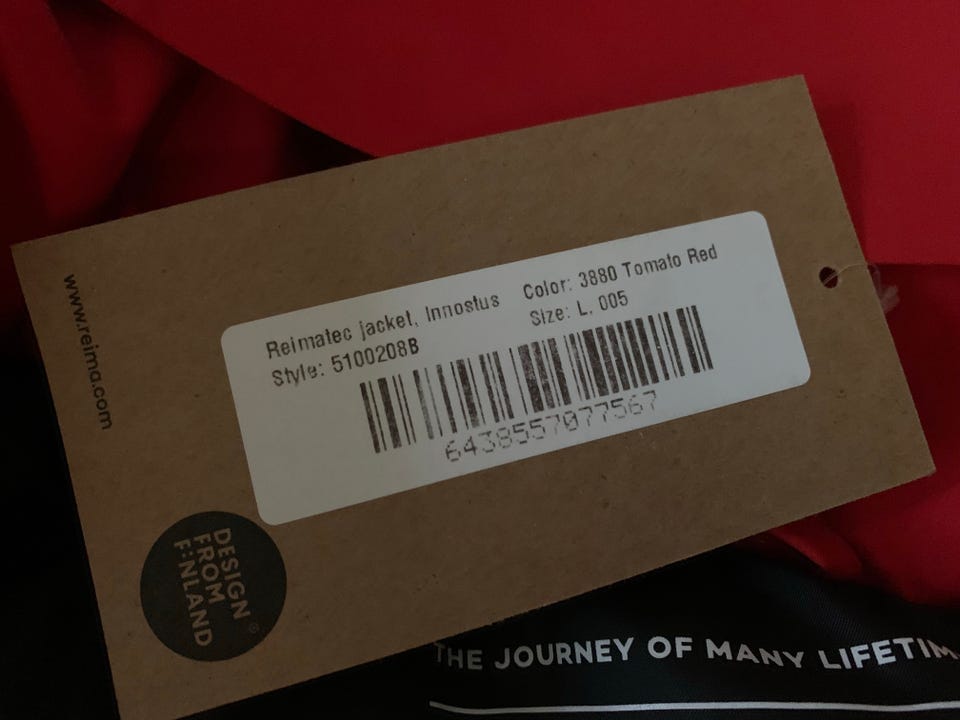 www.reima.com
Reimatec jacket, Innostus
Style: 5100208B
Color: 3880 Tomato Red
Size: L, 005
6438557077567
DESIGN
FROM
FINLAND
®
THE JOURNEY OF MANY LIFETIM